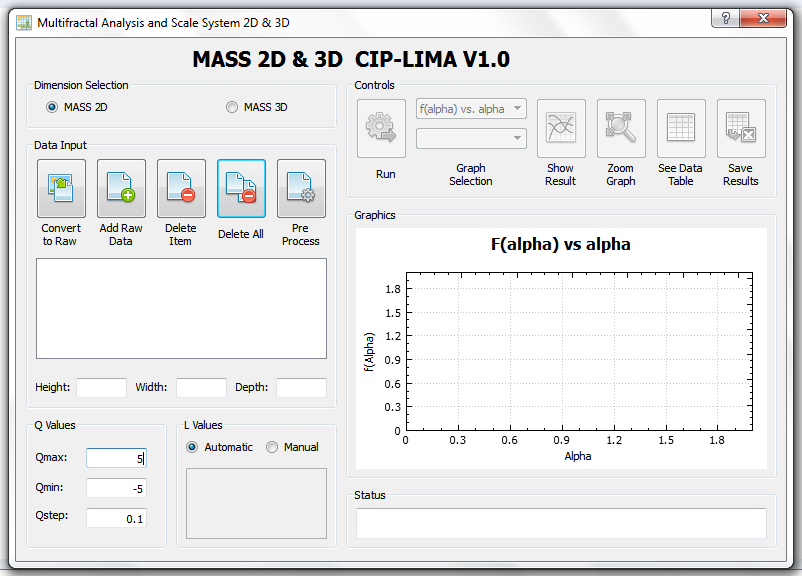 Multifractal Analysis and Scale System 2D & 3D
?
MASS 2D & 3D  CIP-LIMA V1.0
Dimension Selection
MASS 2D
MASS 3D
Data Input
Convert
to Raw
Add Raw
Data
Delete
Item
Delete All
Pre
Process
Height:
Width:
Depth:
Q Values
Qmax:
5
Qmin:
-5
Qstep:
0.1
L Values
Automatic
Manual
Controls
f(alpha) vs. alpha
Run
Graph
Selection
Show
Result
Zoom
Graph
See Data
Table
Save
Results
Graphics
F(alpha) vs alpha
f(Alpha)
1.8
1.5
1.2
0.9
0.6
0.3
0
0 0.3 0.6 0.9 1.2 1.5 1.8
Alpha
Status